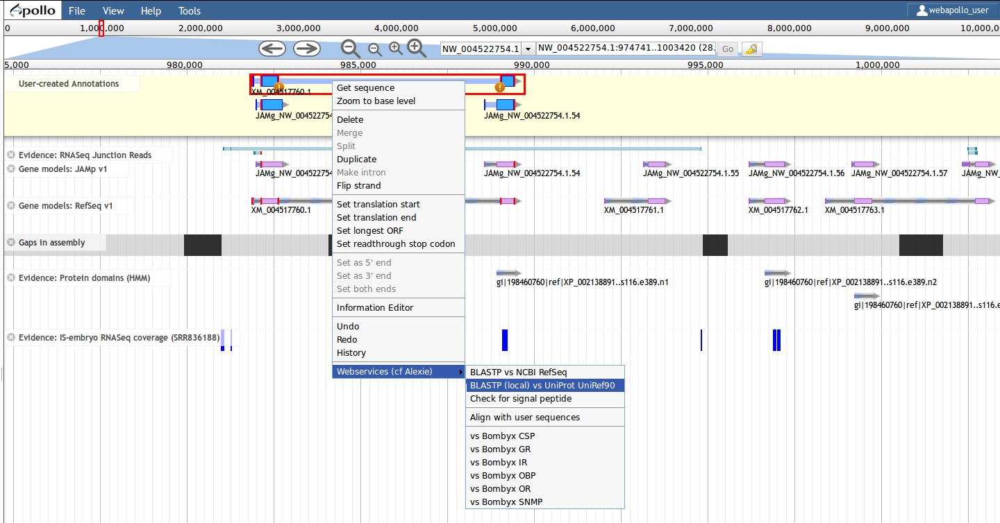 Apollo File View Help Tools webapollo_user
0 1,000,000 2,000,000 3,000,000 4,000,000 5,000,000 6,000,000 7,000,000 8,000,000 9,000,000 10,000,0
NW_004522754.1 NW_004522754.1:974741..1003420 (28. Go
5,000 980,000 985,000 990,000 995,000 1,000,000
User-created Annotations
XM_004517760.1
JAMg_NW_004522754 JAMg_NW_004522754.1.54
Evidence: RNASeq Junction Reads
Gene models: JAMp v1
JAMg_NW_004522754 JAMg_NW_004522754.1.54 JAMg_NW_004522754.1.55 JAMg_NW_004522754.1.56 JAMg_NW_004522754.1.57 JAMg_NW_
Gene models: RefSeq v1
XM_004517760.1 XM_004517761.1 XM_004517762.1 XM_004517763.1
Gaps in assembly
Evidence: Protein domains (HMM)
gi|198460760|ref|XP_002138891..s116.e389.n1 gi|198460760|ref|XP_002138891..s116.e389.n2
gi|198460760|ref|XP_002138891..s116.e
Evidence: IS-embryo RNASeq coverage (SRR836188)
Get sequence
Zoom to base level
Delete
Merge
Split
Duplicate
Make intron
Flip strand
Set translation start
Set translation end
Set longest ORF
Set readthrough stop codon
Set as 5' end
Set as 3' end
Set both ends
Information Editor
Undo
Redo
History
Webservices (cf Alexie)
BLASTP vs NCBI RefSeq
BLASTP (local) vs UniProt UniRef90
Check for signal peptide
Align with user sequences
vs Bombyx CSP
vs Bombyx GR
vs Bombyx IR
vs Bombyx OBP
vs Bombyx OR
vs Bombyx SNMP